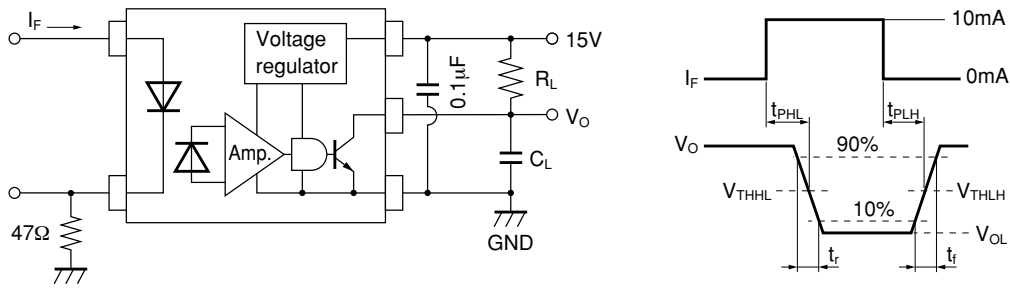 I_F
Voltage
regulator
15V
0.1μF
R_L
V_O
Amp.
C_L
47Ω
GND
10mA
I_F
0mA
t_PHL
t_PLH
V_O
90%
V_THHL
V_THLH
10%
V_OL
t_r
t_f